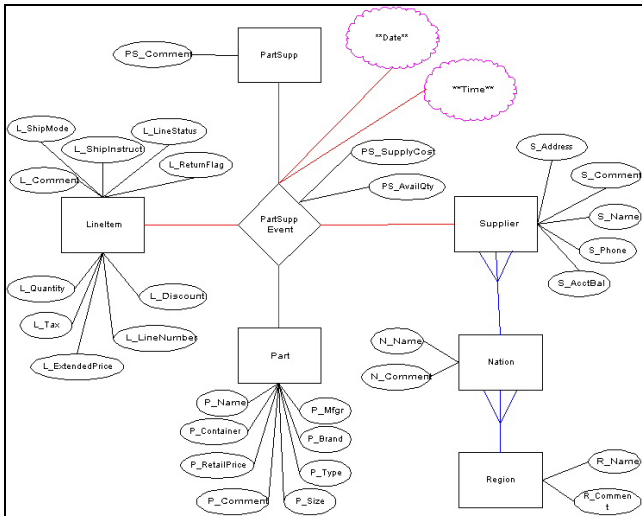 **Date**
PS_Comment
PartSupp
**Time**
L_ShipMode
L_LineStatus
L_ShipInstruct
L_ReturnFlag
L_Comment
PS_SupplyCost
PS_AvailQty
S_Address
S_Comment
S_Name
S_Phone
S_AcctBal
LineItem
PartSupp
Event
Supplier
L_Quantity
L_Discount
L_Tax
L_LineNumber
L_ExtendedPrice
Part
N_Name
N_Comment
Nation
P_Name
P_Mfgr
P_Container
P_Brand
P_RetailPrice
P_Type
P_Comment
P_Size
Region
R_Name
R_Commen
t